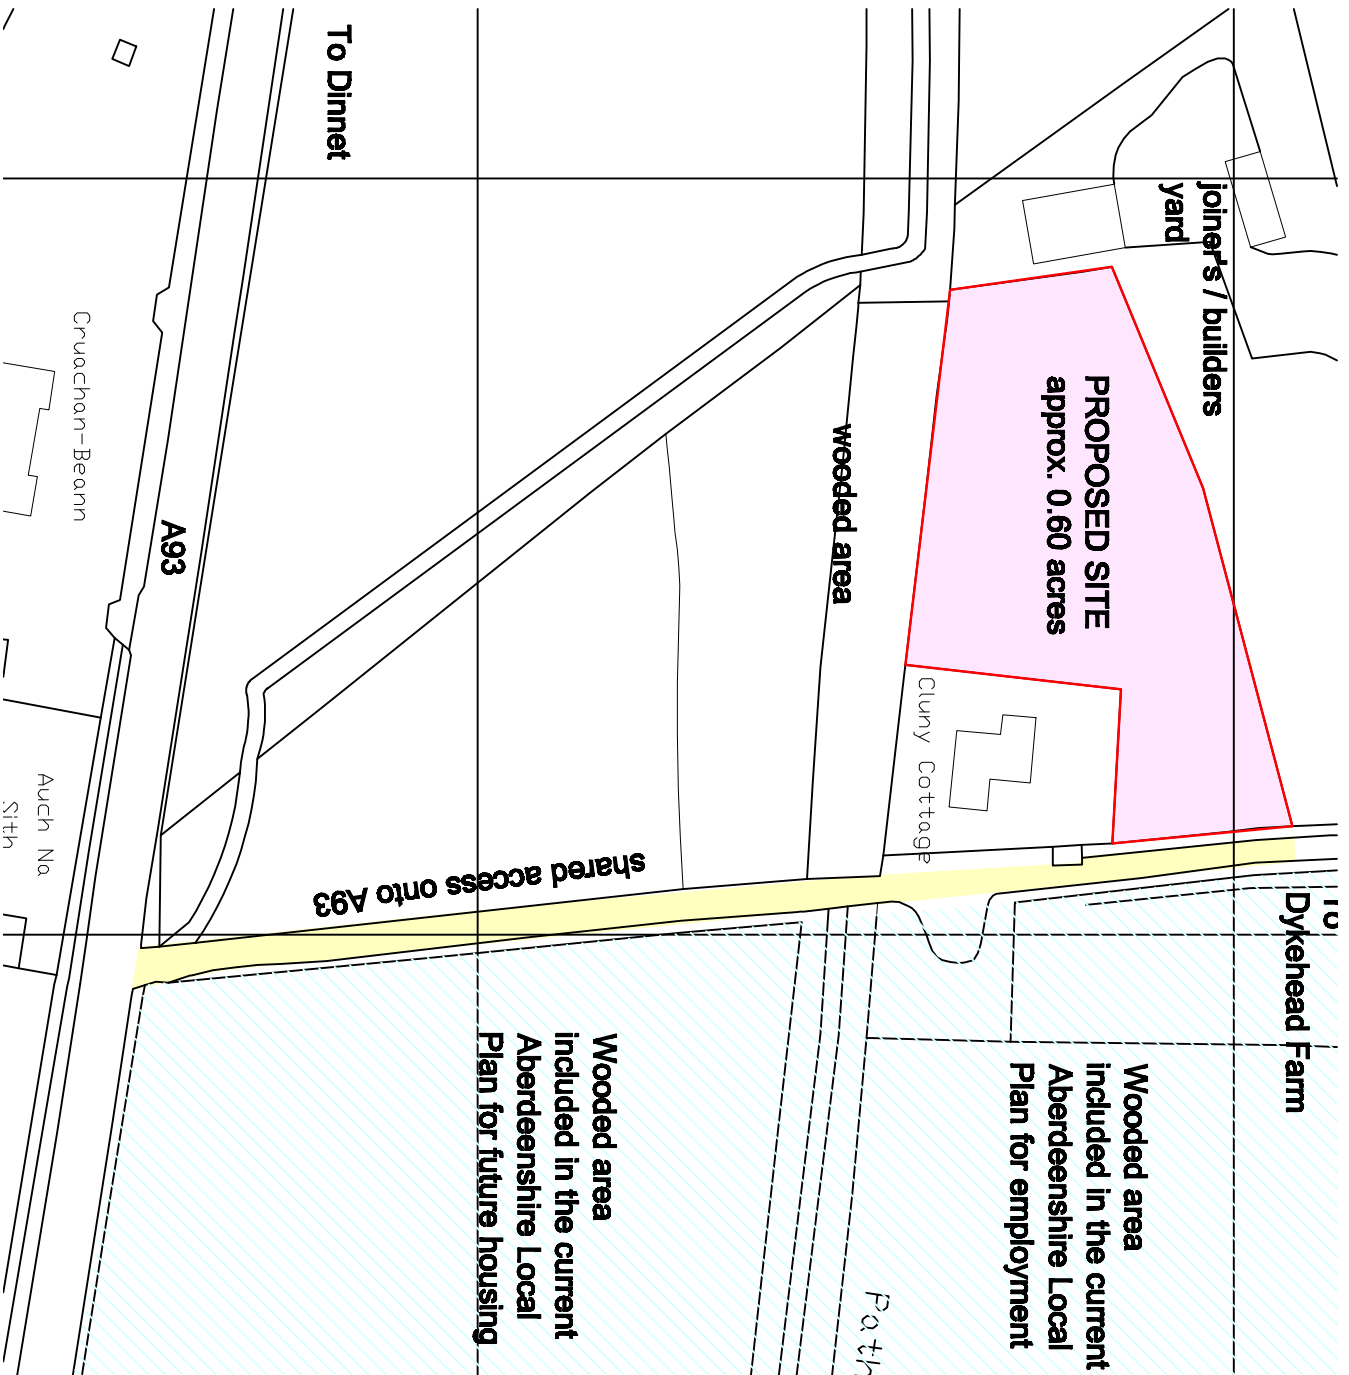 To Dinnet
joiner's / builders
yard
PROPOSED SITE
approx. 0.60 acres
wooded area
Cruachan-Beann
A93
Cluny Cottage
Auch Na
Sith
shared access onto A93
To
Dykehead Farm
Wooded area
included in the current
Aberdeenshire Local
Plan for future housing
Wooded area
included in the current
Aberdeenshire Local
Plan for employment
Path